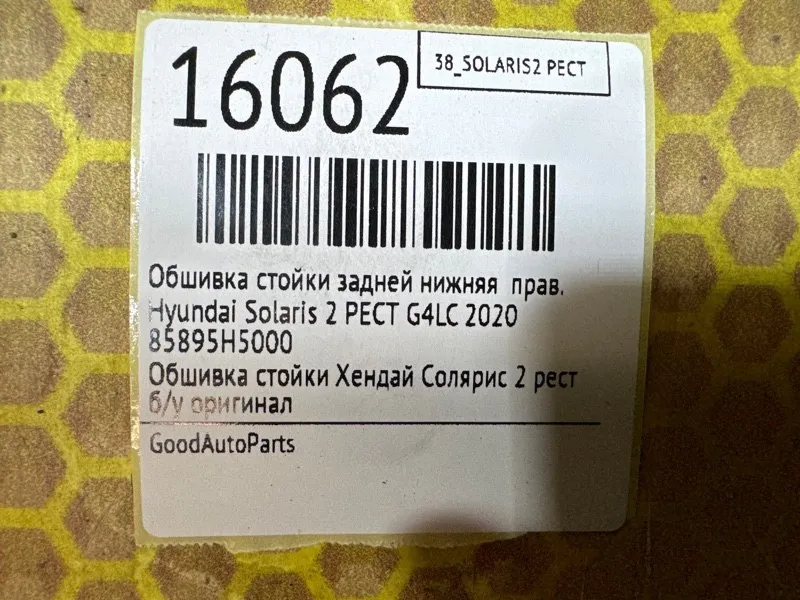 16062
38_SOLARIS2 РЕСТ
Обшивка стойки задней нижняя прав.
Hyundai Solaris 2 РЕСТ G4LC 2020
85895H5000
Обшивка стойки Хендай Солярис 2 рест
б/у оригинал
GoodAutoParts